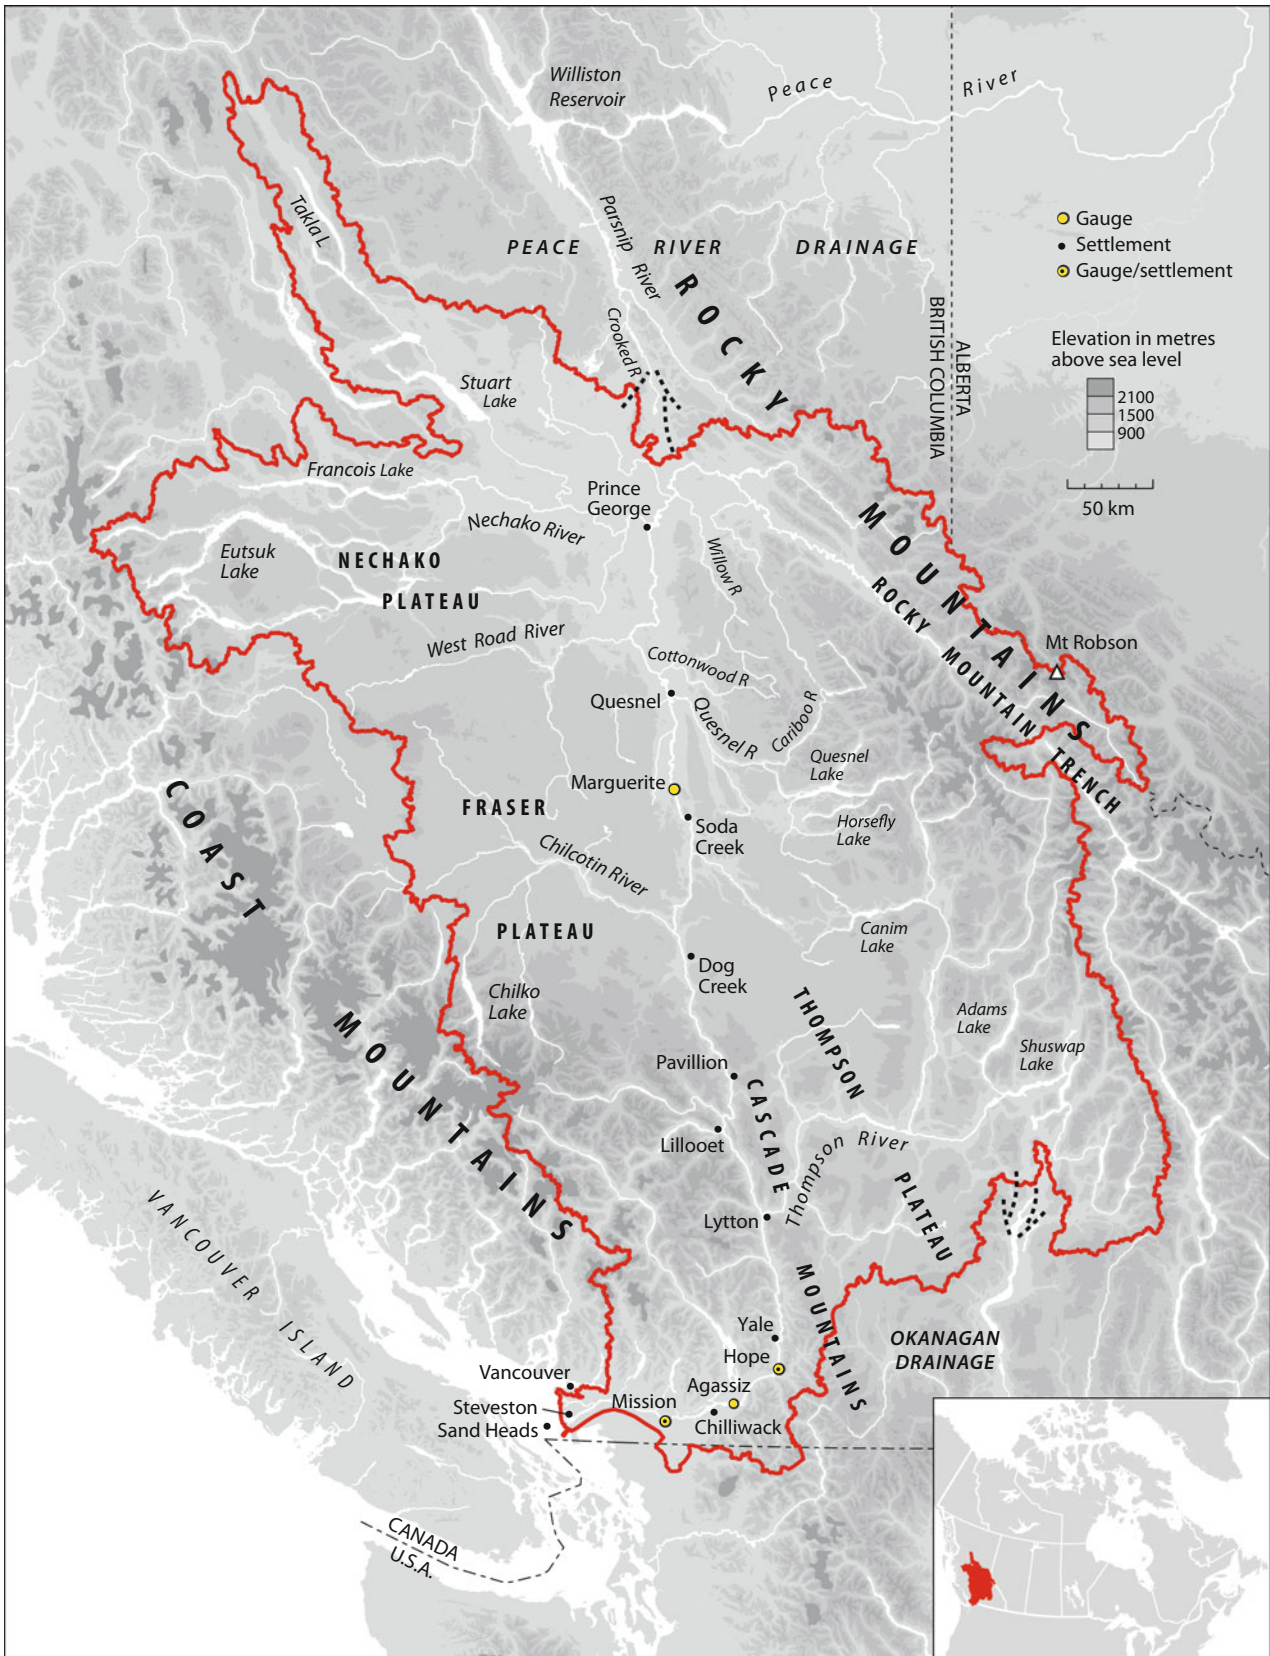 Williston
Reservoir
Peace
River
Takla L
Parsnip River
PEACE RIVER DRAINAGE
Gauge
Settlement
Gauge/settlement
ROCKY
MOUNTAINS
Crooked R
BRITISH COLUMBIA
ALBERTA
Elevation in metres
above sea level
2100
1500
900
50 km
Stuart
Lake
Francois Lake
Prince
George
Nechako River
Eutsuk
Lake
NECHAKO
PLATEAU
Willow R
ROCKY MOUNTAIN TRENCH
Mt Robson
West Road River
Cottonwood R
Quesnel
Quesnel R
Cariboo R
Quesnel
Lake
Marguerite
COAST
MOUNTAINS
FRASER
PLATEAU
Soda
Creek
Horsefly
Lake
Chilcotin River
Canim
Lake
Dog
Creek
Chilko
Lake
THOMPSON
PLATEAU
Adams
Lake
Shuswap
Lake
Pavillion
CASCADE
MOUNTAINS
Lillooet
Thompson River
Lytton
VANCOUVER ISLAND
Yale
Hope
OKANAGAN
DRAINAGE
Vancouver
Agassiz
Mission
Steveston
Sand Heads
Chilliwack
CANADA
U.S.A.